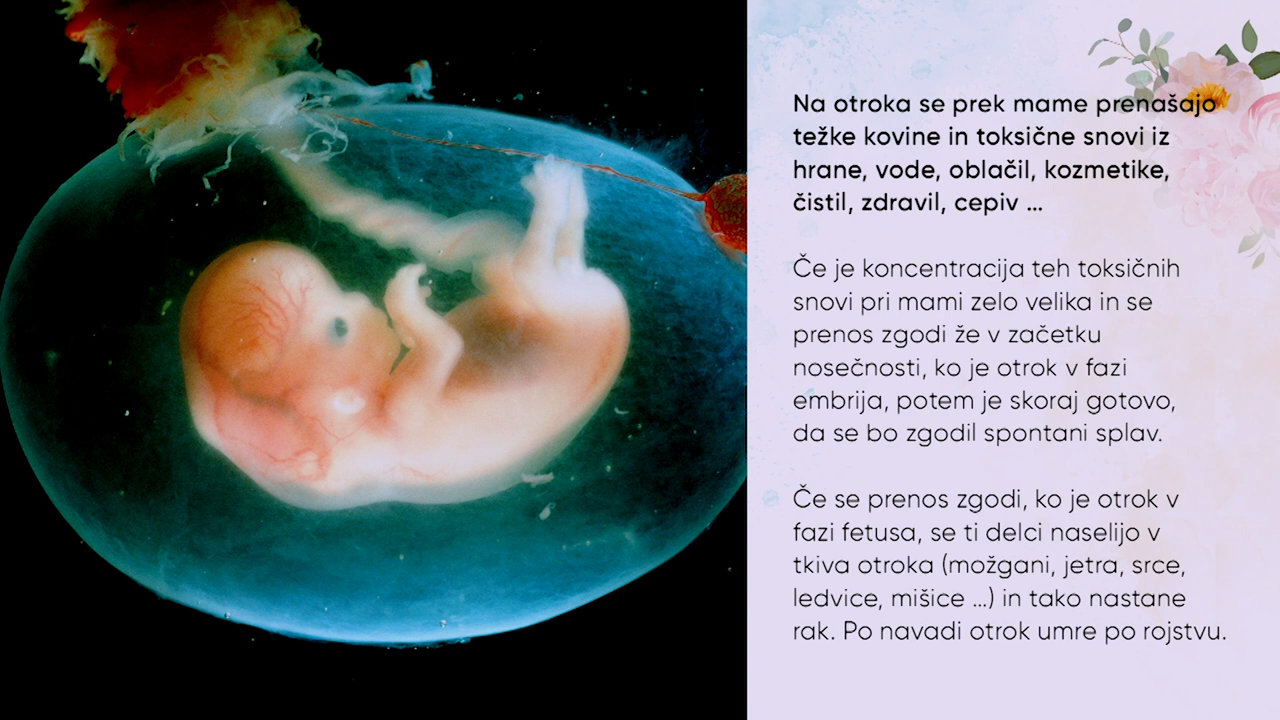 Na otroka se prek mame prenašajo
težke kovine in toksične snovi iz
hrane, vode, oblačil, kozmetike,
čistil, zdravil, cepiv ...
Če je koncentracija teh toksičnih
snovi pri mami zelo velika in se
prenos zgodi že v začetku
nosečnosti, ko je otrok v fazi
embrija, potem je skoraj gotovo,
da se bo zgodil spontani splav.
Če se prenos zgodi, ko je otrok v
fazi fetusa, se ti delci naselijo v
tkiva otroka (možgani, jetra, srce,
ledvice, mišice ...) in tako nastane
rak. Po navadi otrok umre po rojstvu.